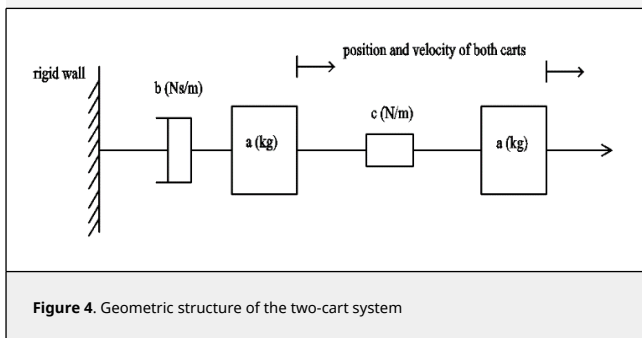 position and velocity of both carts
rigid wall
b (Ns/m)
c (N/m)
a (kg)
a (kg)
Figure 4. Geometric structure of the two-cart system